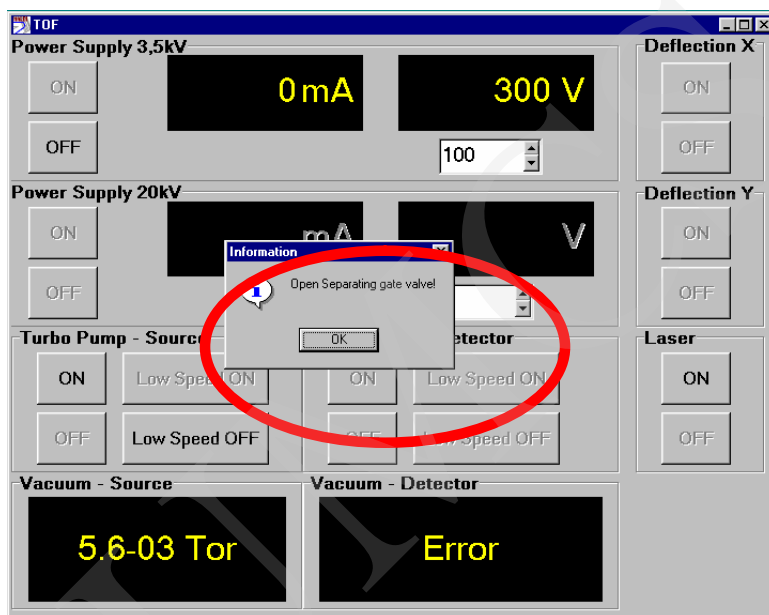 TOF
Power Supply 3,5kV
Deflection X
ON
0 mA
300 V
ON
OFF
100
OFF
Power Supply 20kV
Deflection Y
ON
mA
V
ON
Information
Open Separating gate valve!
OFF
OFF
OK
Turbo Pump - Source
Detector
Laser
ON
Low Speed ON
ON
Low Speed ON
ON
OFF
Low Speed OFF
OFF
Low Speed OFF
OFF
Vacuum - Source
Vacuum - Detector
5.6-03 Tor
Error